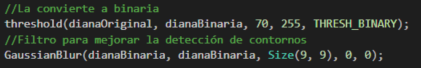 //La convierte a binaria
threshold(dianaOriginal, dianaBinaria, 70, 255, THRESH_BINARY);
//Filtro para mejorar la detección de contornos
GaussianBlur(dianaBinaria, dianaBinaria, Size(9, 9), 0, 0);